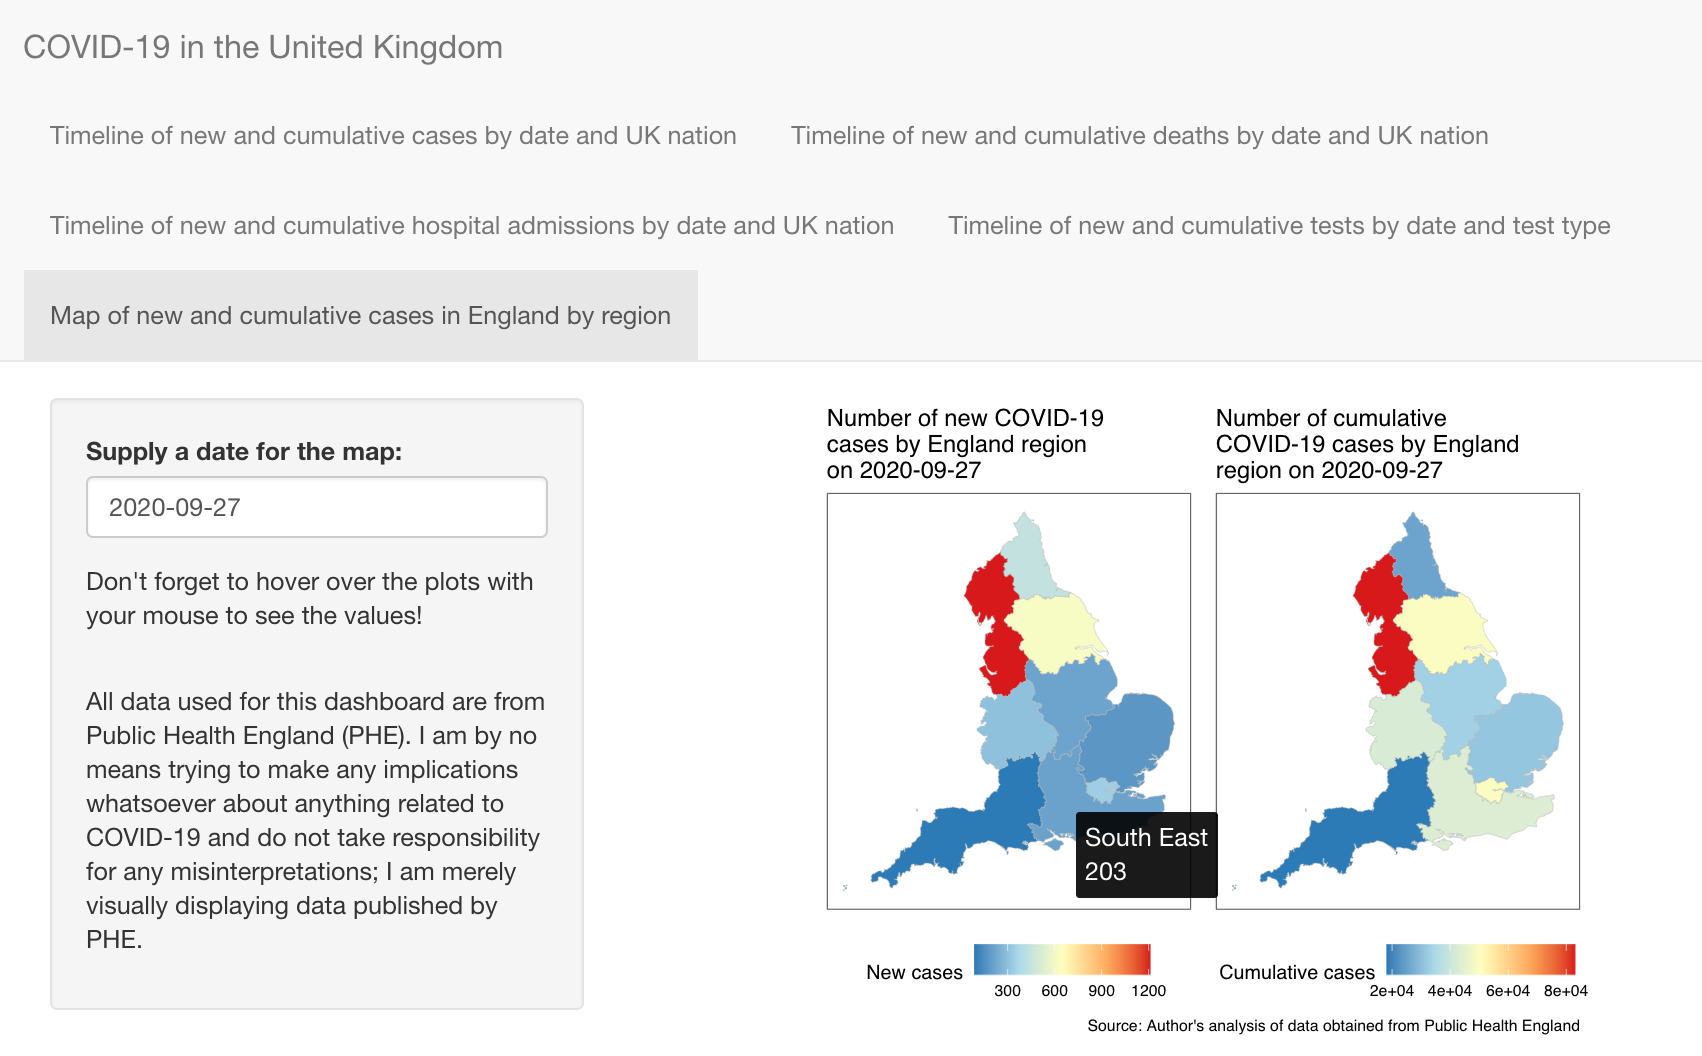 COVID-19 in the United Kingdom
Timeline of new and cumulative cases by date and UK nation
Timeline of new and cumulative deaths by date and UK nation
Timeline of new and cumulative hospital admissions by date and UK nation
Timeline of new and cumulative tests by date and test type
Map of new and cumulative cases in England by region
Supply a date for the map:
2020-09-27
Don't forget to hover over the plots with
your mouse to see the values!
All data used for this dashboard are from
Public Health England (PHE). I am by no
means trying to make any implications
whatsoever about anything related to
COVID-19 and do not take responsibility
for any misinterpretations; I am merely
visually displaying data published by
PHE.
Number of new COVID-19
cases by England region
on 2020-09-27
South East
203
New cases
300 600 900 1200
Number of cumulative
COVID-19 cases by England
region on 2020-09-27
Cumulative cases
2e+04 4e+04 6e+04 8e+04
Source: Author's analysis of data obtained from Public Health England